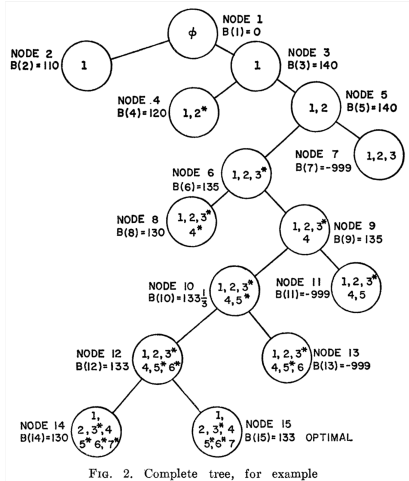 NODE 1
B(1)=0
φ
NODE 2
B(2)=110
1
NODE 3
B(3)=140
1
NODE .4
B(4)=120
1,2*
NODE 5
B(5)=140
1,2
NODE 7
B(7)=-999
1,2,3
NODE 6
B(6)=135
1,2,3*
NODE 8
B(8)=130
1,2,3*
4*
NODE 9
B(9)=135
1,2,3*
4
NODE 10
B(10)=133 1/3
1,2,3*
4,5*
NODE 11
B(11)=-999
1,2,3*
4,5
NODE 12
B(12)=133
1,2,3*
4,5*6*
NODE 13
B(13)=-999
1,2,3*
4,5*6
NODE 14
B(14)=130
1,
2,3*,4
5*6*,7*
NODE 15
B(15)=133 OPTIMAL
1,
2,3*,4
5*,6*7
FIG. 2. Complete tree, for example